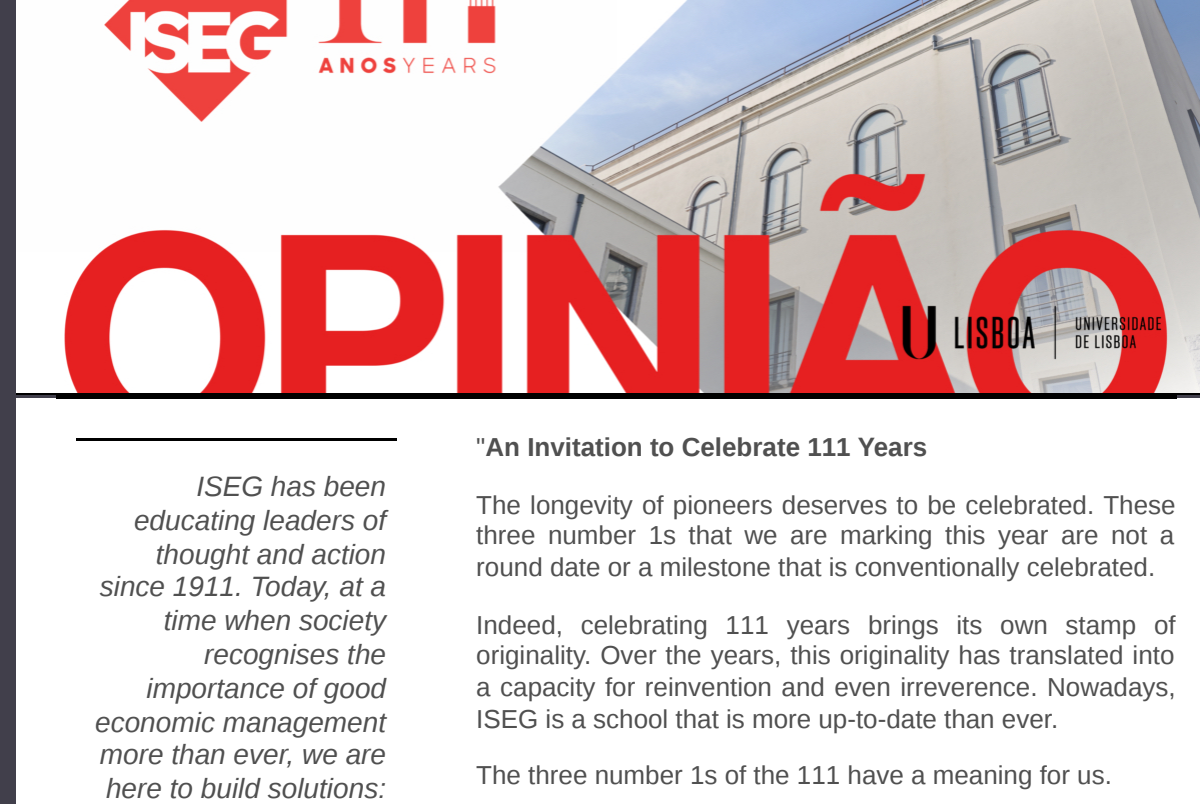 ISEG
111
ANOSYEARS
OPINIÃO
U LISBOA
UNIVERSIDADE
DE LISBOA
ISEG has been
educating leaders of
thought and action
since 1911. Today, at a
time when society
recognises the
importance of good
economic management
more than ever, we are
here to build solutions:
"An Invitation to Celebrate 111 Years
The longevity of pioneers deserves to be celebrated. These
three number 1s that we are marking this year are not a
round date or a milestone that is conventionally celebrated.
Indeed, celebrating 111 years brings its own stamp of
originality. Over the years, this originality has translated into
a capacity for reinvention and even irreverence. Nowadays,
ISEG is a school that is more up-to-date than ever.
The three number 1s of the 111 have a meaning for us.